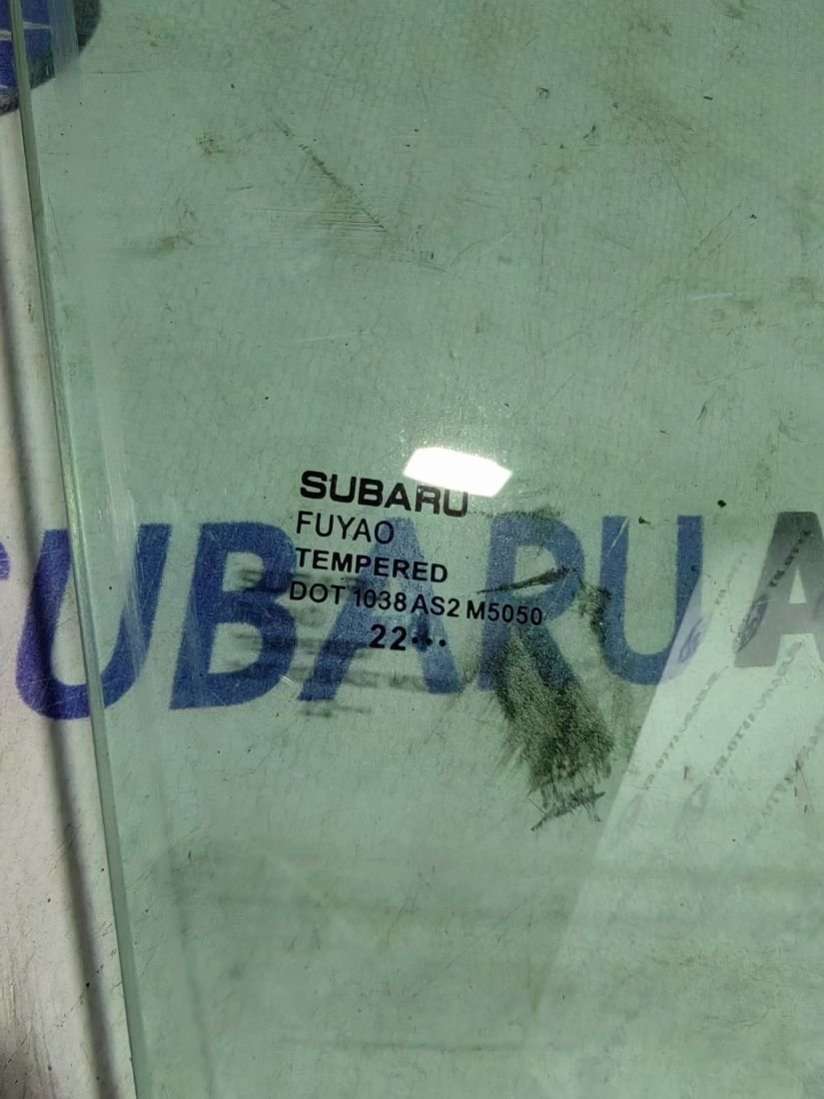 SUBARU
FUYAO
TEMPERED
DOT 1038 AS2 M5050
22
SUBARU A